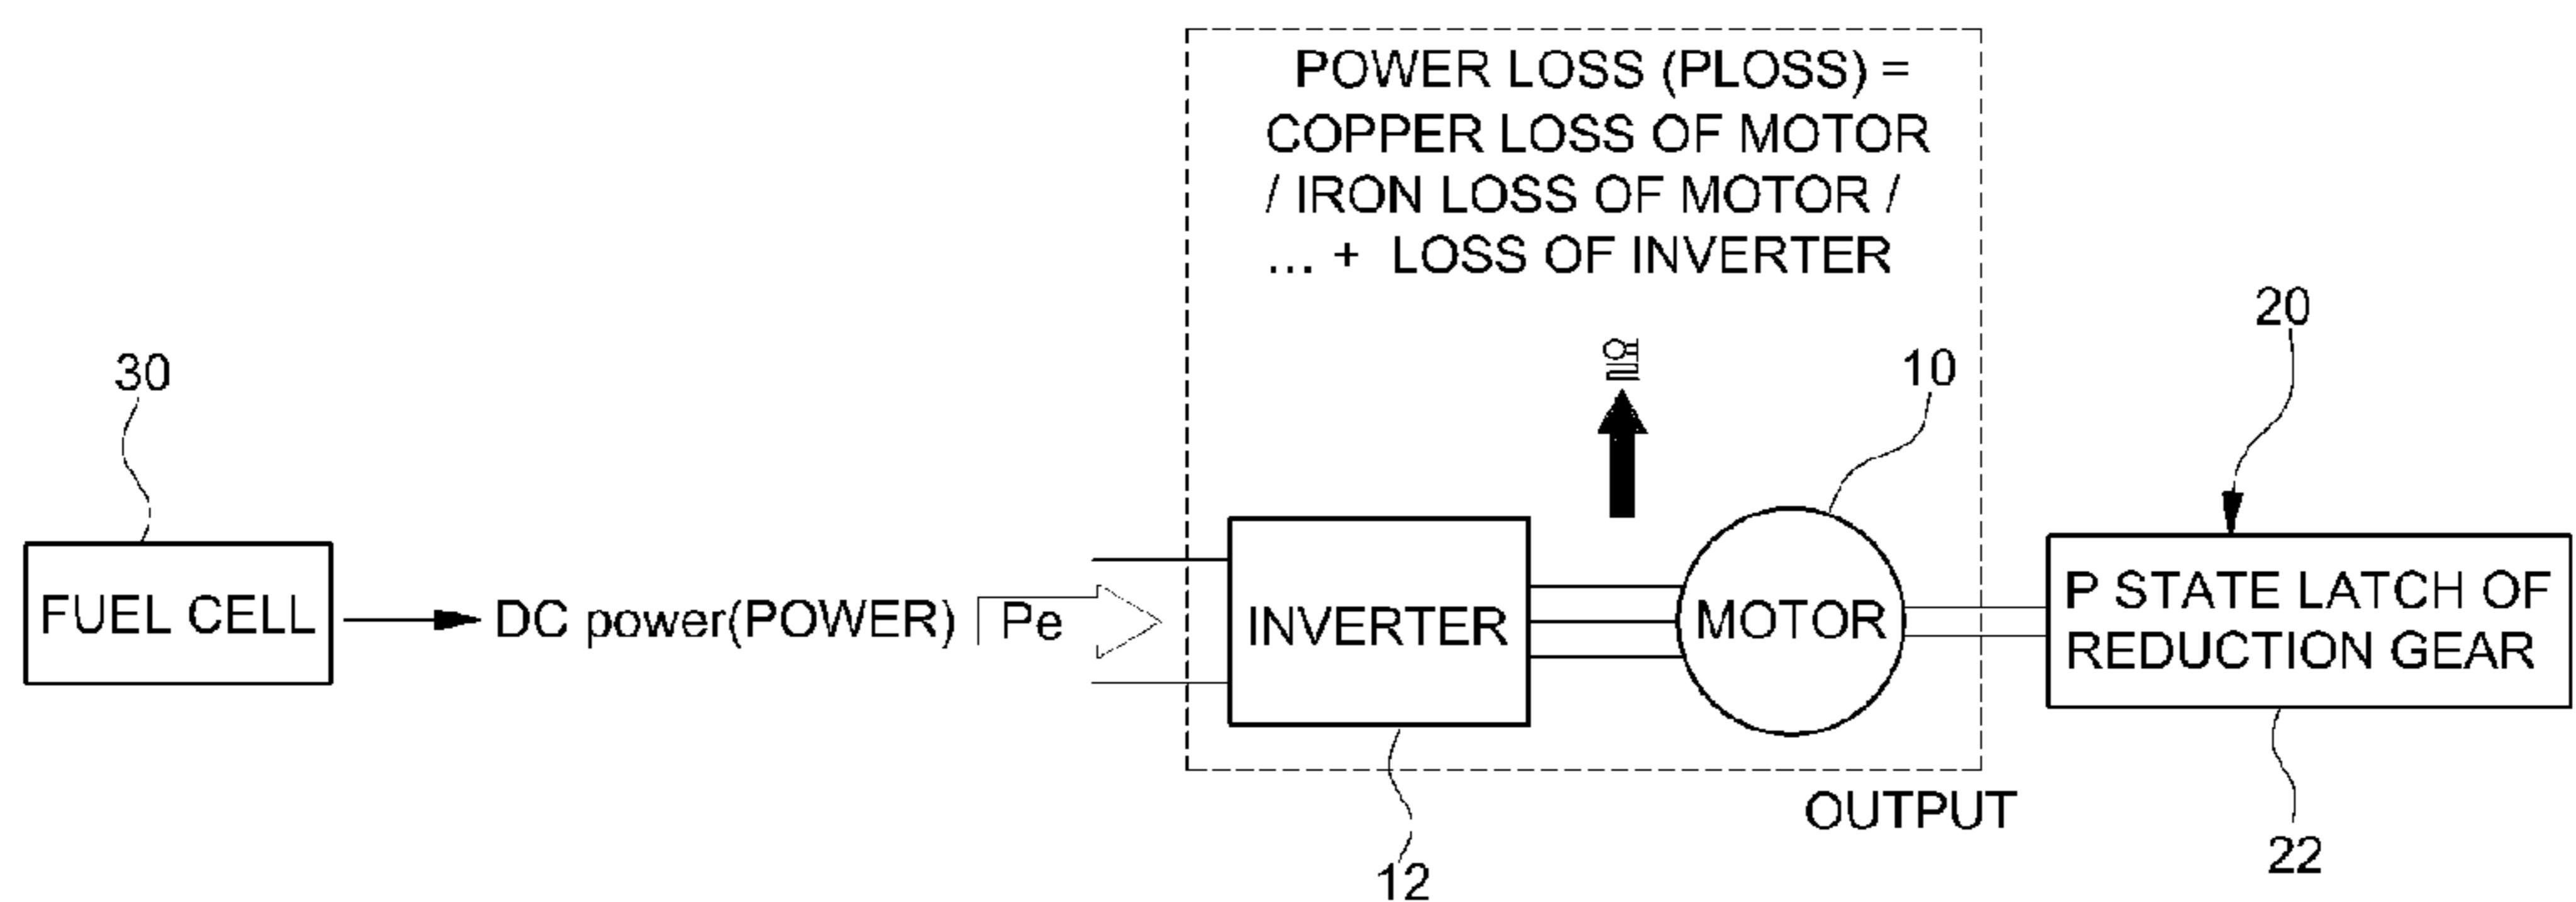 POWER LOSS (PLOSS) =
COPPER LOSS OF MOTOR
/ IRON LOSS OF MOTOR /
... + LOSS OF INVERTER
30
열
10
20
FUEL CELL
DC power(POWER)
Pe
INVERTER
MOTOR
P STATE LATCH OF
REDUCTION GEAR
OUTPUT
12
22